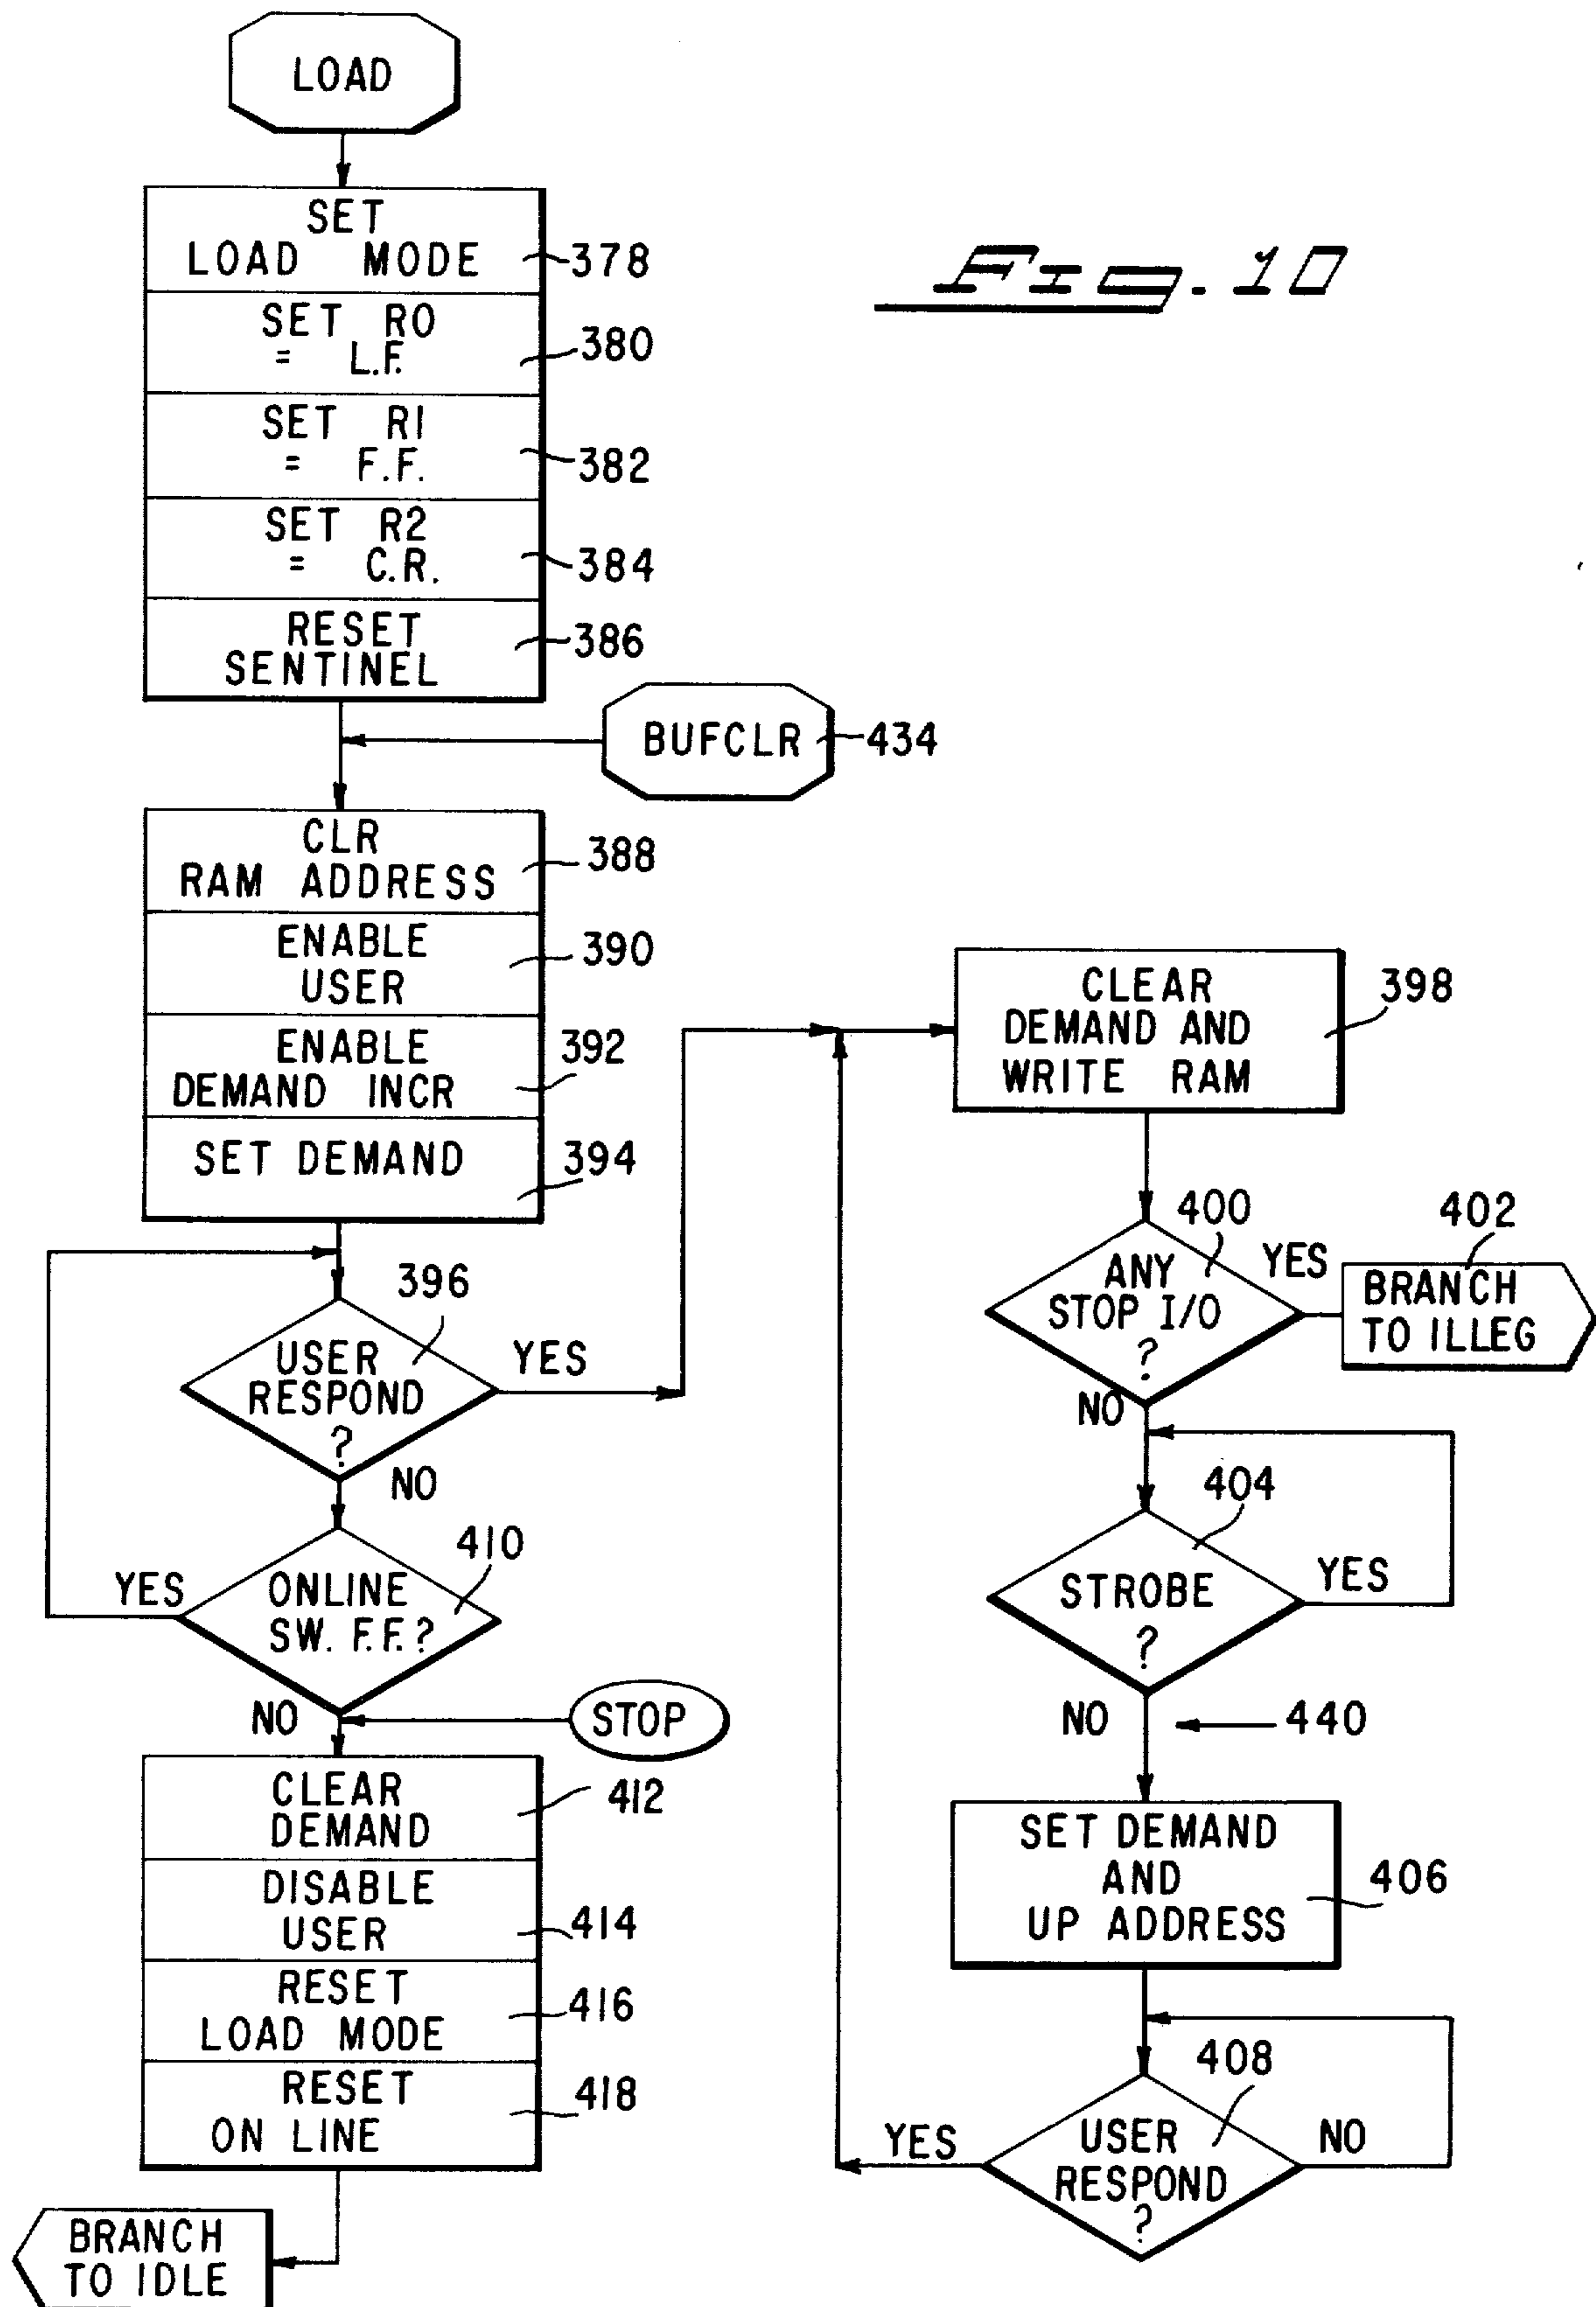 LOAD
SET
LOAD MODE
378
SET R0
= L.F.
380
SET R1
= F.F.
382
SET R2
= C.R.
384
RESET
SENTINEL
386
BUFCLR
434
CLR
RAM ADDRESS
388
ENABLE
USER
390
ENABLE
DEMAND INCR
392
SET DEMAND
394
396
USER
RESPOND
?
YES
NO
410
ONLINE
SW. F.F.?
YES
NO
STOP
CLEAR
DEMAND
412
DISABLE
USER
414
RESET
LOAD MODE
416
RESET
ON LINE
418
BRANCH
TO IDLE
Fig. 10
CLEAR
DEMAND AND
WRITE RAM
398
400
ANY
STOP I/O
?
YES
402
BRANCH
TO ILLEG
NO
404
STROBE
?
YES
NO
440
SET DEMAND
AND
UP ADDRESS
406
408
USER
RESPOND
?
YES
NO